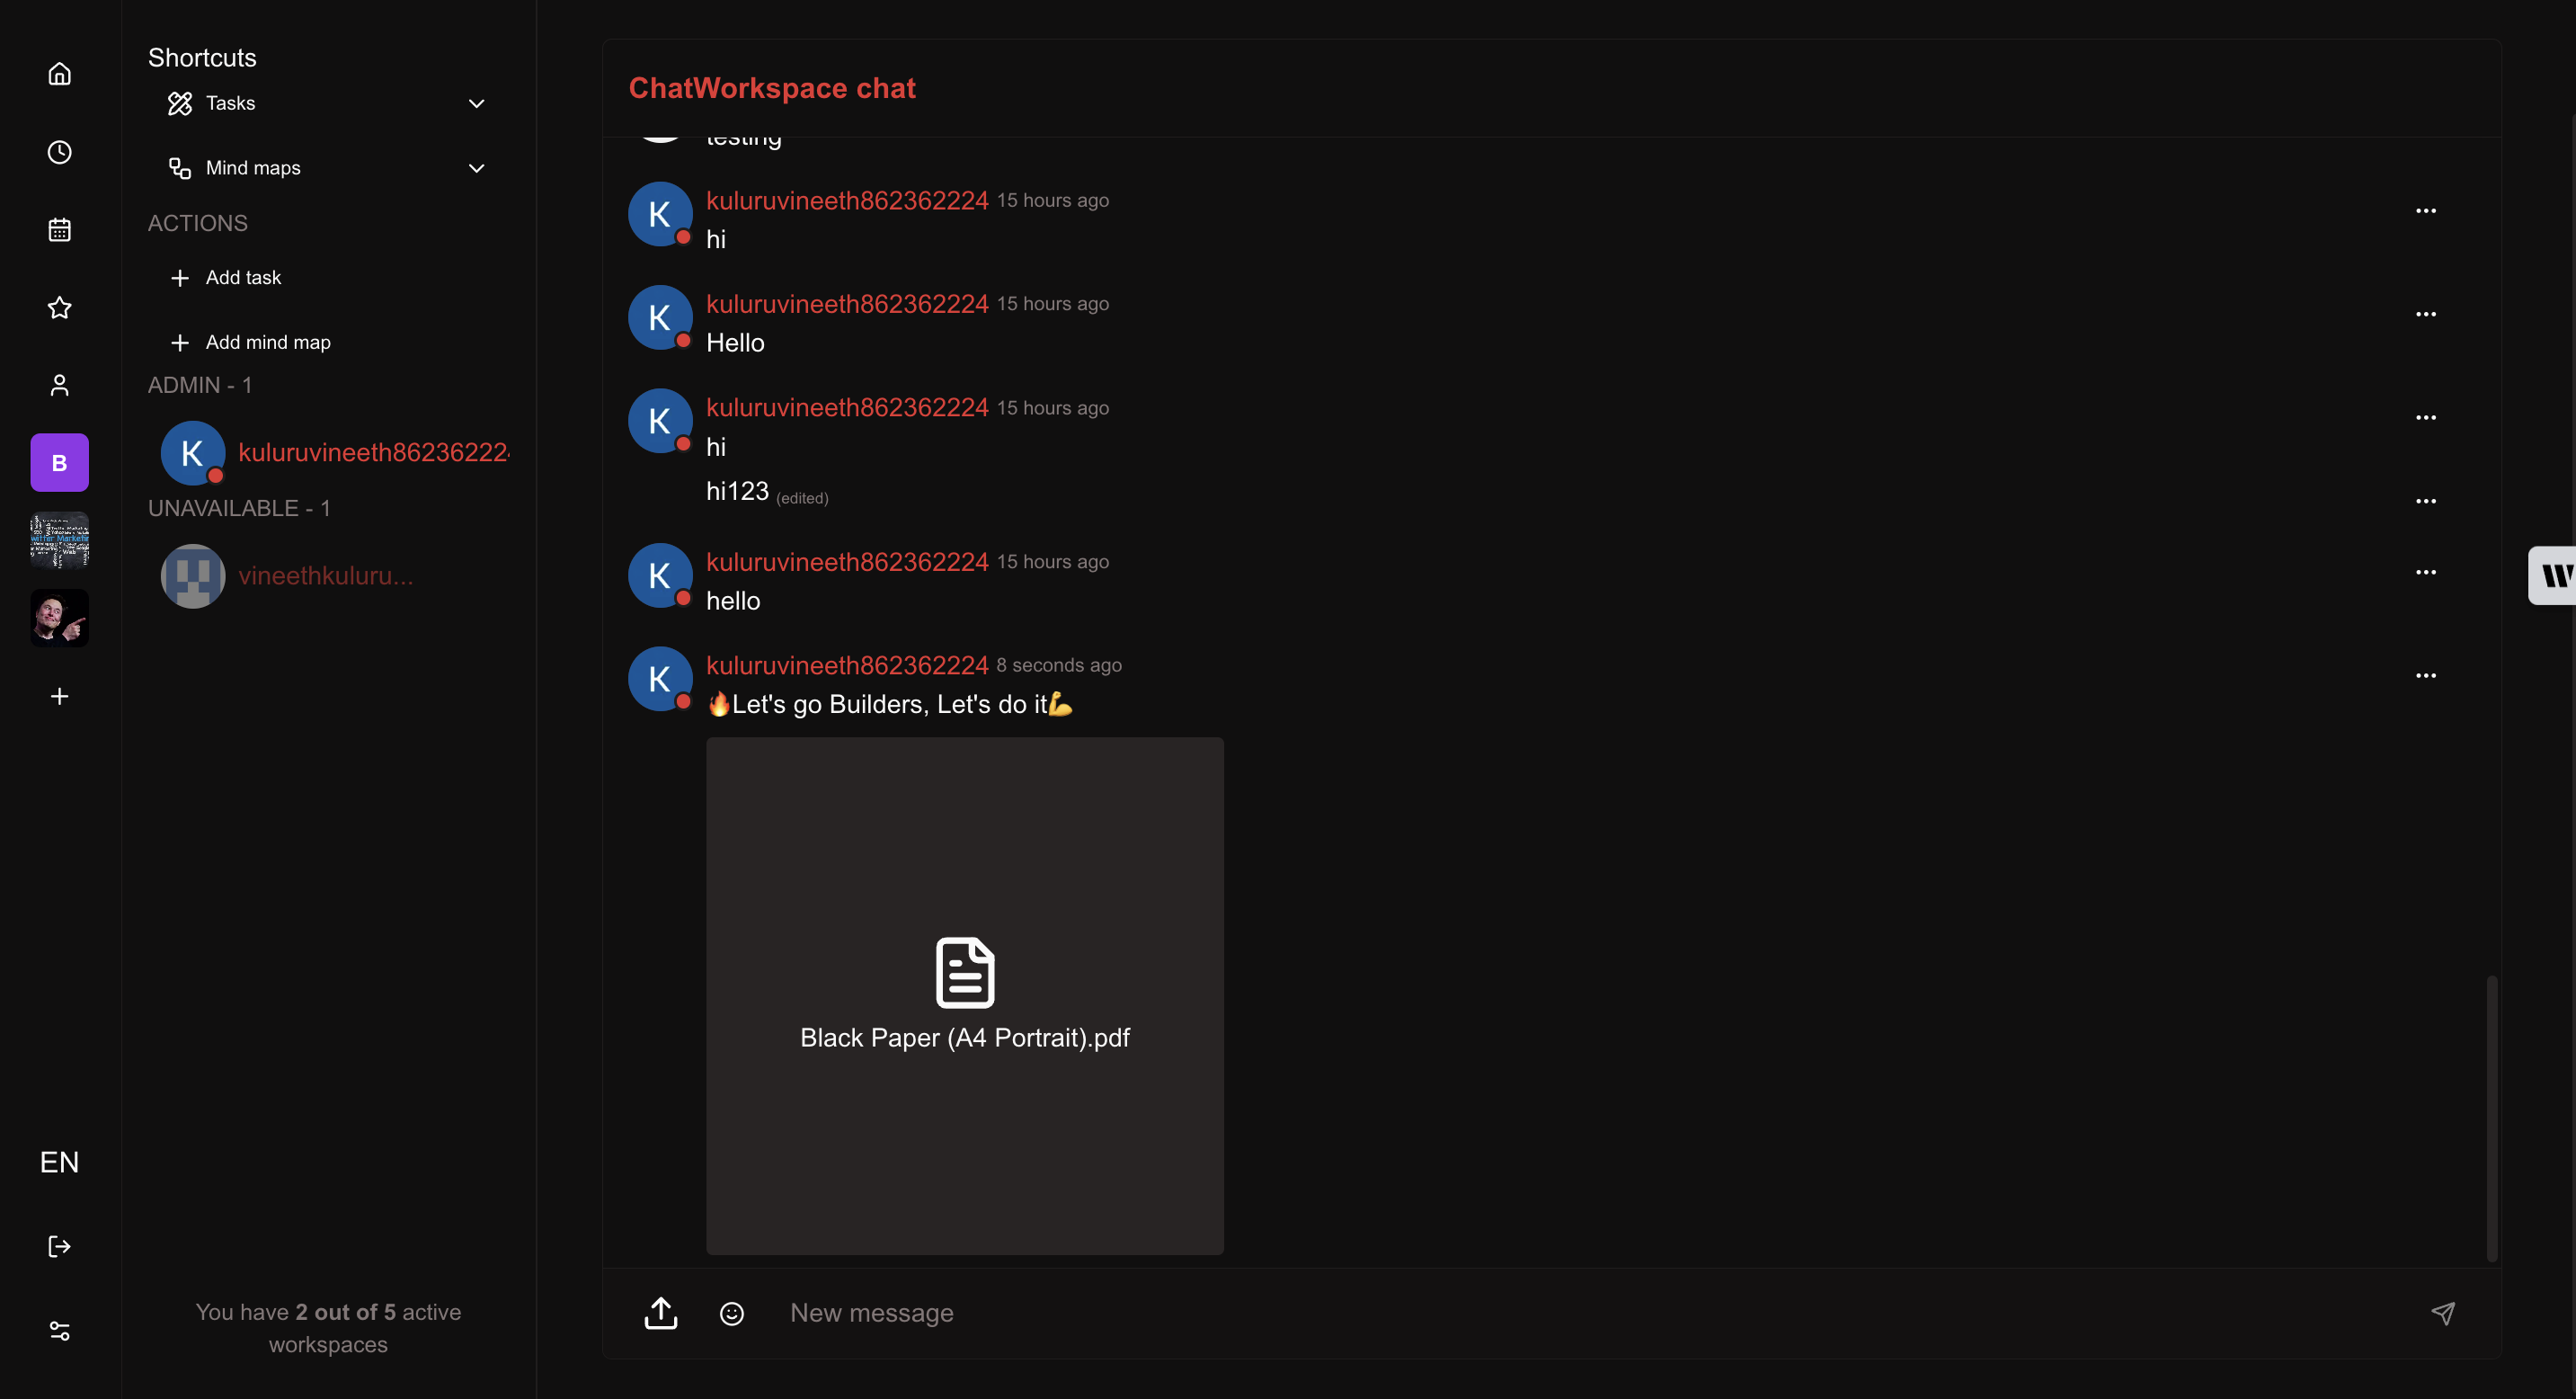 Shortcuts
Tasks
Mind maps
ACTIONS
Add task
Add mind map
ADMIN - 1
K
kuluruvineeth86236222
UNAVAILABLE - 1
vineethkuluru...
B
EN
You have 2 out of 5 active
workspaces
ChatWorkspace chat
testing
K
kuluruvineeth862362224 15 hours ago
hi
K
kuluruvineeth862362224 15 hours ago
Hello
K
kuluruvineeth862362224 15 hours ago
hi
hi123 (edited)
K
kuluruvineeth862362224 15 hours ago
hello
K
kuluruvineeth862362224 8 seconds ago
🔥Let's go Builders, Let's do it💪
Black Paper (A4 Portrait).pdf
New message